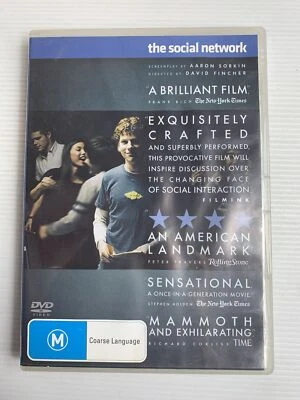 the social network
SCREENPLAY BY AARON SORKIN
DIRECTED BY DAVID FINCHER
"A BRILLIANT FILM"
FRANK RICH The New York Times
EXQUISITELY
CRAFTED
AND SUPERBLY PERFORMED,
THIS PROVOCATIVE FILM WILL
INSPIRE DISCUSSION OVER
THE CHANGING FACE
OF SOCIAL INTERACTION
FILMINK
AN AMERICAN
LANDMARK"
PETER TRAVERS RollingStone
SENSATIONAL
A ONCE-IN-A-GENERATION MOVIE"
STEPHEN HOLDEN The New York Times
MAMMOTH
AND EXHILARATING"
RICHARD CORLISS TIME
DVD
VIDEO
M
Coarse Language